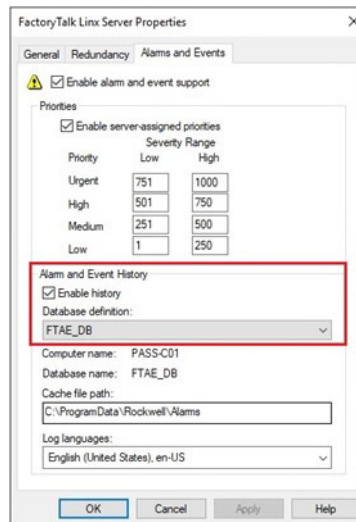 FactoryTalk Linx Server Properties
General Redundancy Alarms and Events
Enable alarm and event support
Priorities
Enable server-assigned priorities
Severity Range
Priority Low High
Urgent 751 1000
High 501 750
Medium 251 500
Low 1 250
Alarm and Event History
Enable history
Database definition:
FTAE_DB
Computer name: PASS-C01
Database name: FTAE_DB
Cache file path:
C:\ProgramData\Rockwell\Alarms
Log languages:
English (United States), en-US
OK Cancel Apply Help